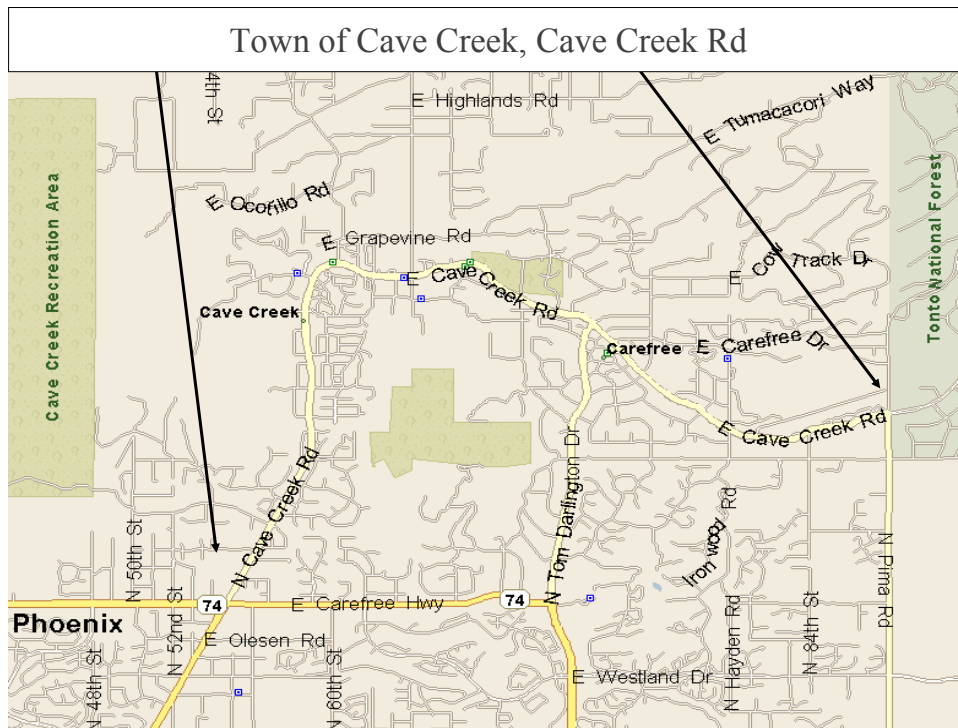 Town of Cave Creek, Cave Creek Rd
4th St
E Highlands Rd
E Tumacacori Way
E Ocotillo Rd
E Grapevine Rd
Cave Creek Recreation Area
Tonto National Forest
E Cow Track Dr
E Cave Creek Rd
Cave Creek
Carefree
E Carefree Dr
E Cave Creek Rd
N Cave Creek Rd
N Tom Darlington Dr
Ironwood Rd
N Pima Rd
N 50th St
N 52nd St
74
E Carefree Hwy
74
Phoenix
E Olesen Rd
N 48th St
N 60th St
E Westland Dr
N Hayden Rd
N 84th St